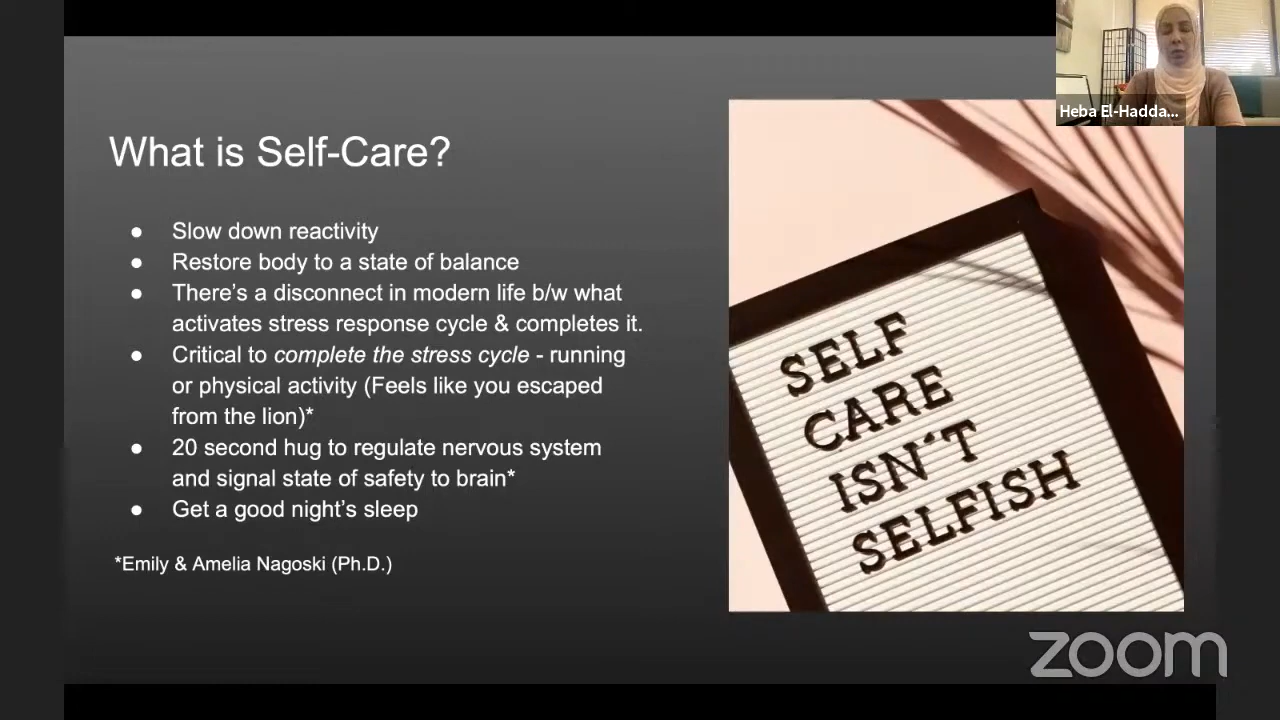 Heba El-Hadda...
What is Self-Care?
● Slow down reactivity
● Restore body to a state of balance
● There's a disconnect in modern life b/w what
activates stress response cycle & completes it.
● Critical to complete the stress cycle - running
or physical activity (Feels like you escaped
from the lion)*
● 20 second hug to regulate nervous system
and signal state of safety to brain*
● Get a good night's sleep
*Emily & Amelia Nagoski (Ph.D.)
SELF
CARE
ISN´T
SELFISH
zoom